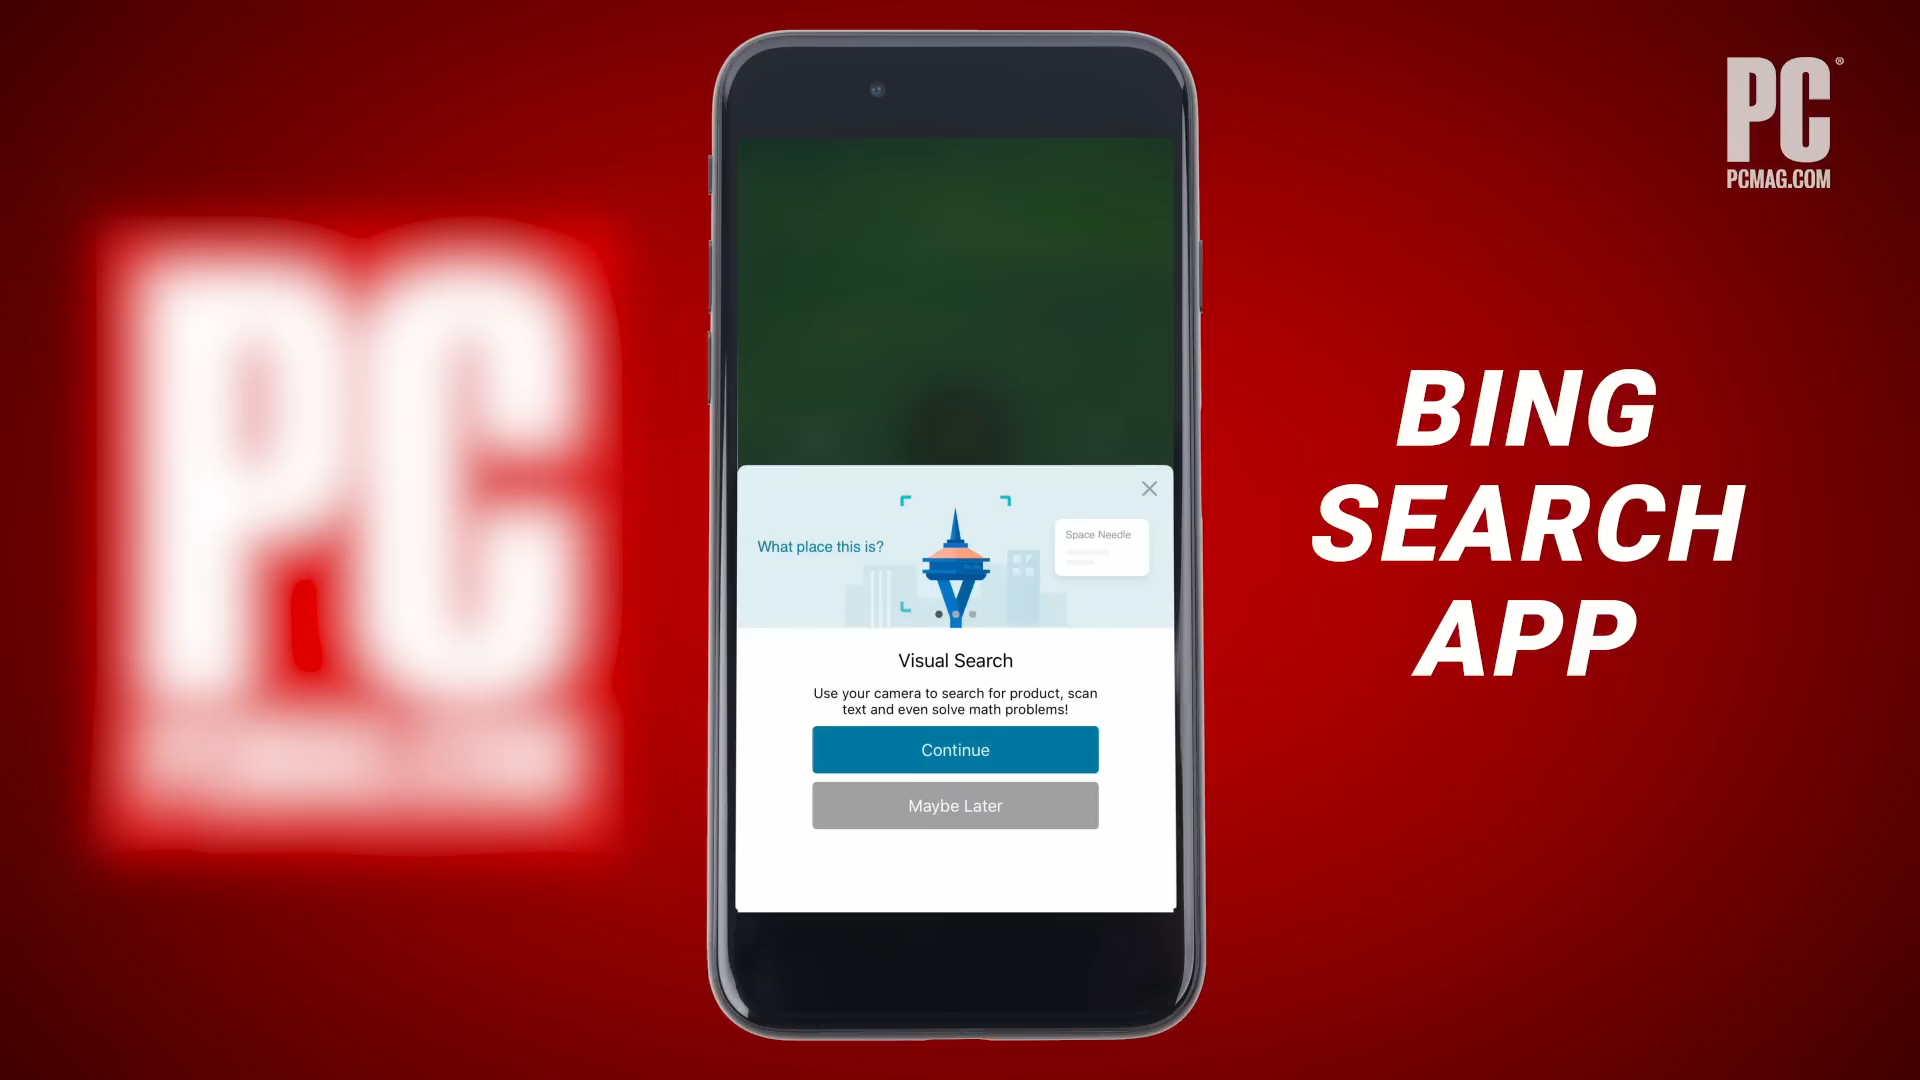 PC®
PCMAG.COM
PC
What place this is?
Space Needle
Visual Search
Use your camera to search for product, scan
text and even solve math problems!
Continue
Maybe Later
BING
SEARCH
APP